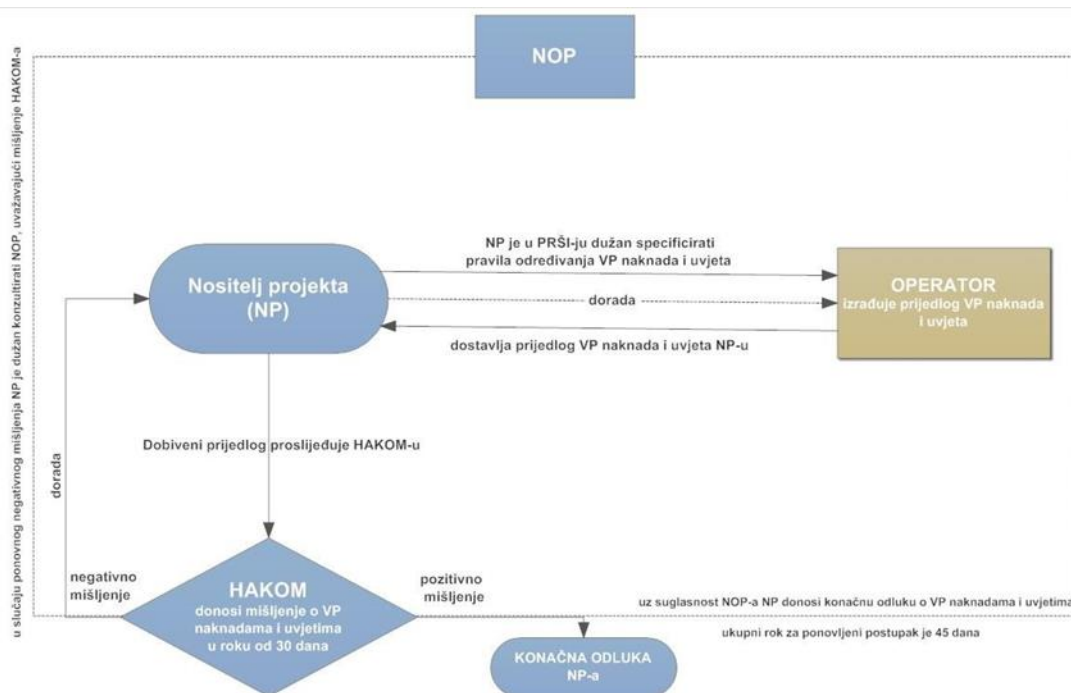 NOP
u slučaju ponovnog negativnog mišljenja NP je dužan konzultirati NOP, uvažavajući mišljenje HAKOM-a
NP je u PRŠI-ju dužan specificirati
pravila određivanja VP naknada i uvjeta
Nositelj projekta
(NP)
dorada
OPERATOR
izrađuje prijedlog VP naknada
i uvjeta
dostavlja prijedlog VP naknada i uvjeta NP-u
Dobiveni prijedlog proslijeđuje HAKOM-u
dorada
negativno
mišljenje
HAKOM
donosi mišljenje o VP
naknadama i uvjetima
u roku od 30 dana
pozitivno
mišljenje
uz suglasnost NOP-a NP donosi konačnu odluku o VP naknadama i uvjetima
ukupni rok za ponovljeni postupak je 45 dana
KONAČNA ODLUKA
NP-a